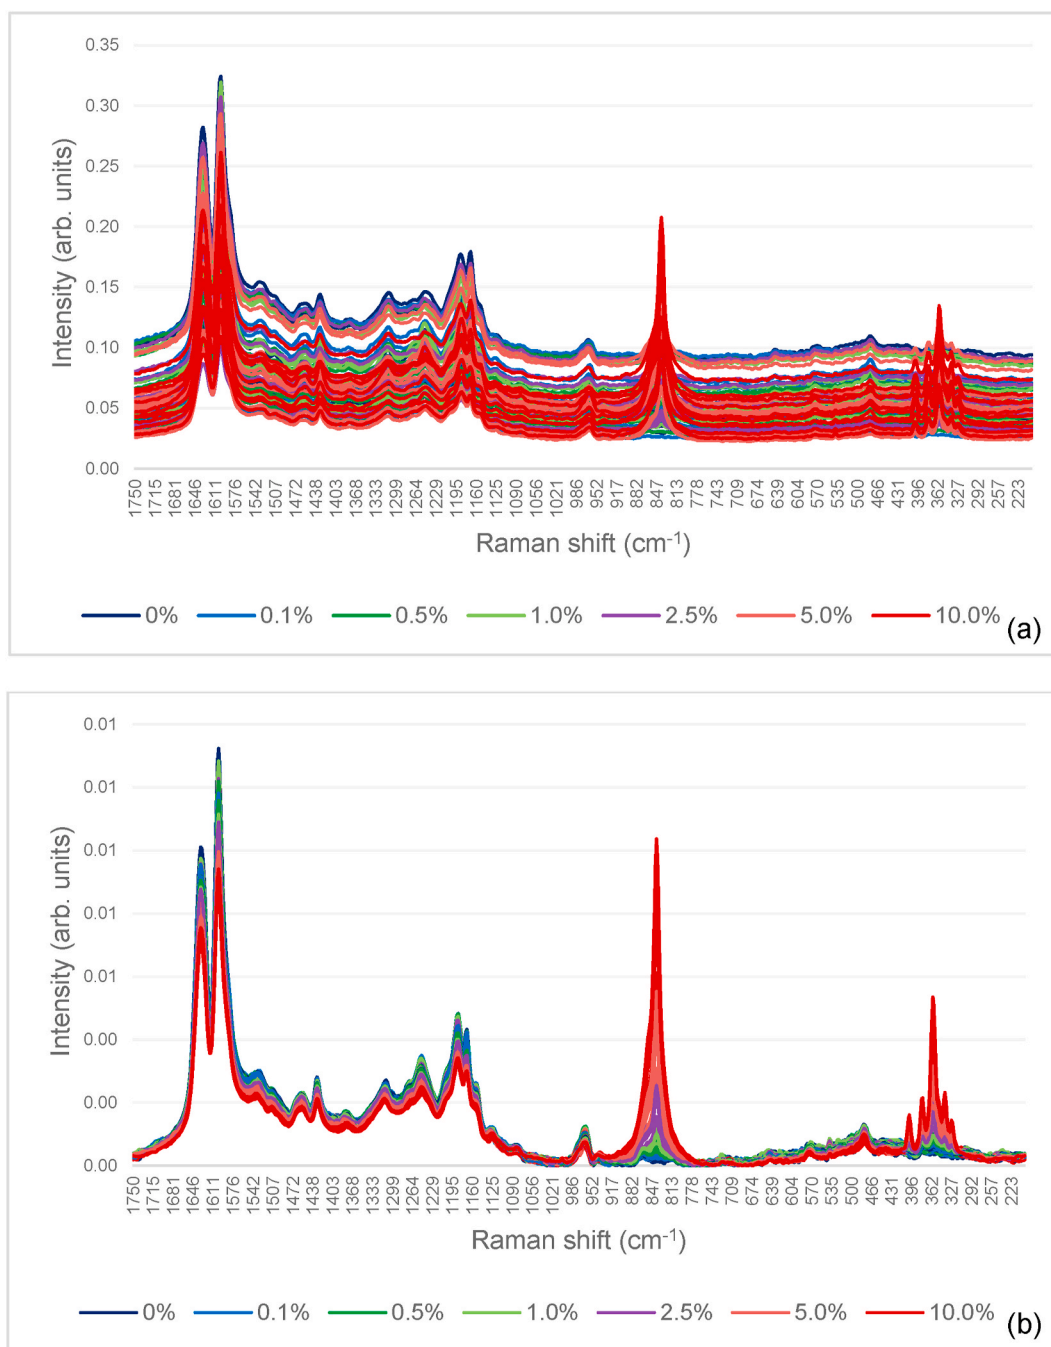 0.35
0.30
0.25
0.20
0.15
0.10
0.05
0.00
Intensity (arb. units)
1750 1715 1681 1646 1611 1576 1542 1507 1472 1438 1403 1368 1333 1299 1264 1229 1195 1160 1125 1090 1056 1021 986 952 917 882 847 813 778 743 709 674 639 604 570 535 500 466 431 396 362 327 292 257 223
Raman shift (cm⁻¹)
0% 0.1% 0.5% 1.0% 2.5% 5.0% 10.0%
(a)
0.01
0.01
0.01
0.01
0.01
0.00
0.00
0.00
Intensity (arb. units)
1750 1715 1681 1646 1611 1576 1542 1507 1472 1438 1403 1368 1333 1299 1264 1229 1195 1160 1125 1090 1056 1021 986 952 917 882 847 813 778 743 709 674 639 604 570 535 500 466 431 396 362 327 292 257 223
Raman shift (cm⁻¹)
0% 0.1% 0.5% 1.0% 2.5% 5.0% 10.0%
(b)